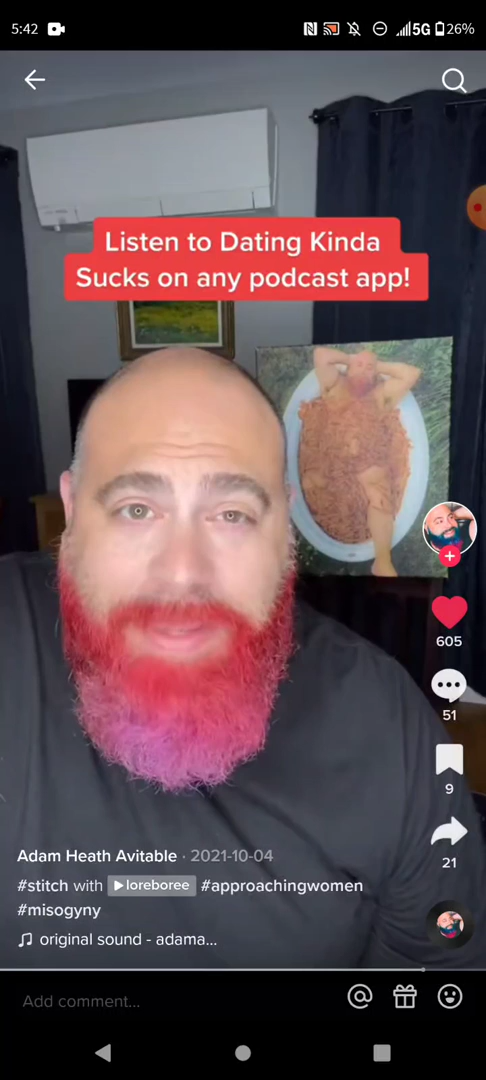 5:42
5G 26%
Listen to Dating Kinda
Sucks on any podcast app!
605
51
9
21
Adam Heath Avitable · 2021-10-04
#stitch with loreboree #approachingwomen
#misogyny
original sound - adama...
Add comment...